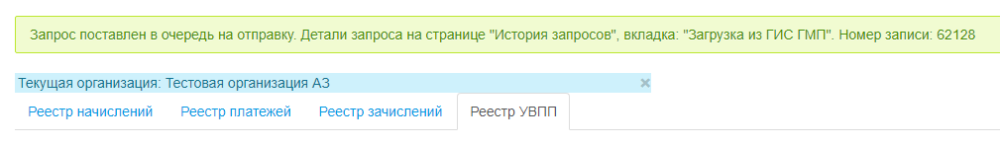 Запрос поставлен в очередь на отправку. Детали запроса на странице "История запросов", вкладка: "Загрузка из ГИС ГМП". Номер записи: 62128
Текущая организация: Тестовая организация АЗ
Реестр начислений Реестр платежей Реестр зачислений Реестр УВПП